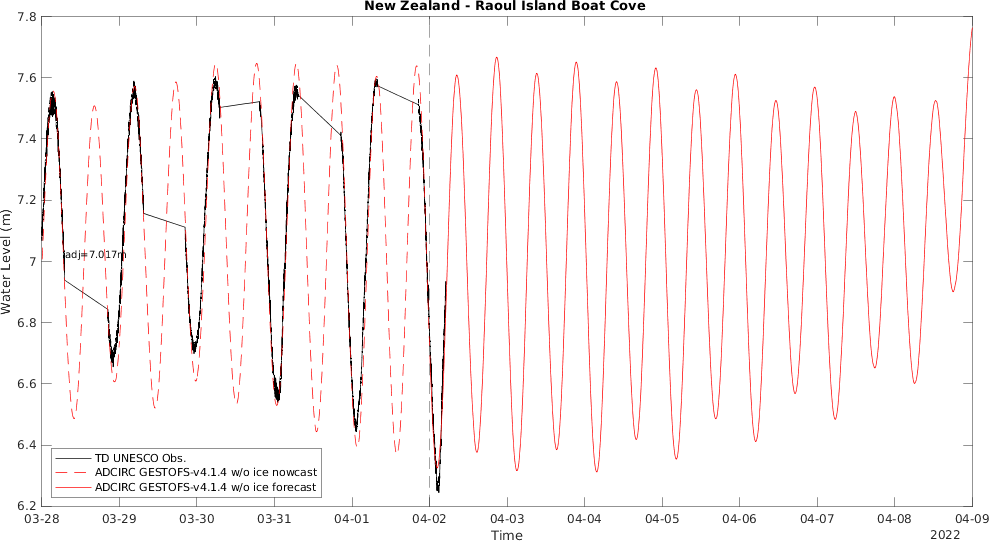 New Zealand - Raoul Island Boat Cove
7.8
7.6
7.4
7.2
7
6.8
6.6
6.4
6.2
Water Level (m)
adj=7.017m
TD UNESCO Obs.
ADCIRC GESTOFS-v4.1.4 w/o ice nowcast
ADCIRC GESTOFS-v4.1.4 w/o ice forecast
03-28 03-29 03-30 03-31 04-01 04-02 04-03 04-04 04-05 04-06 04-07 04-08 04-09
Time
2022